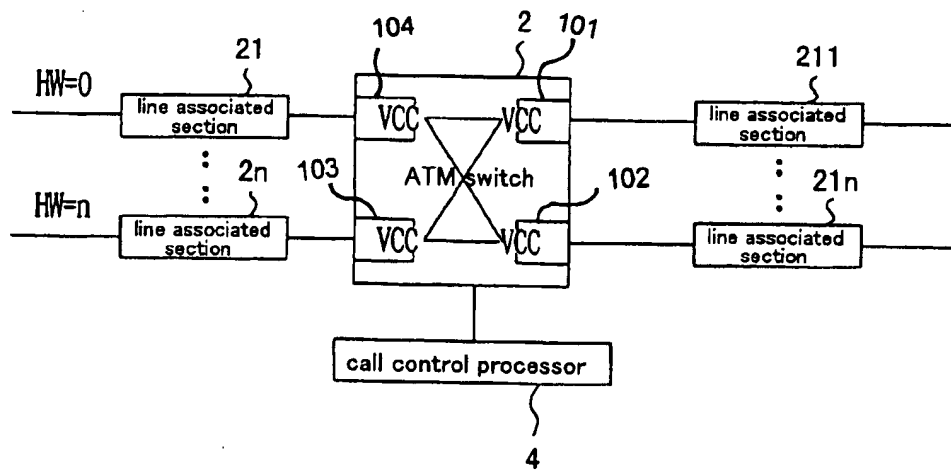 104
2
101
21
211
HW=0
line associated
section
VCC
VCC
line associated
section
2n
103
ATM switch
102
21n
HW=n
line associated
section
VCC
VCC
line associated
section
call control processor
4